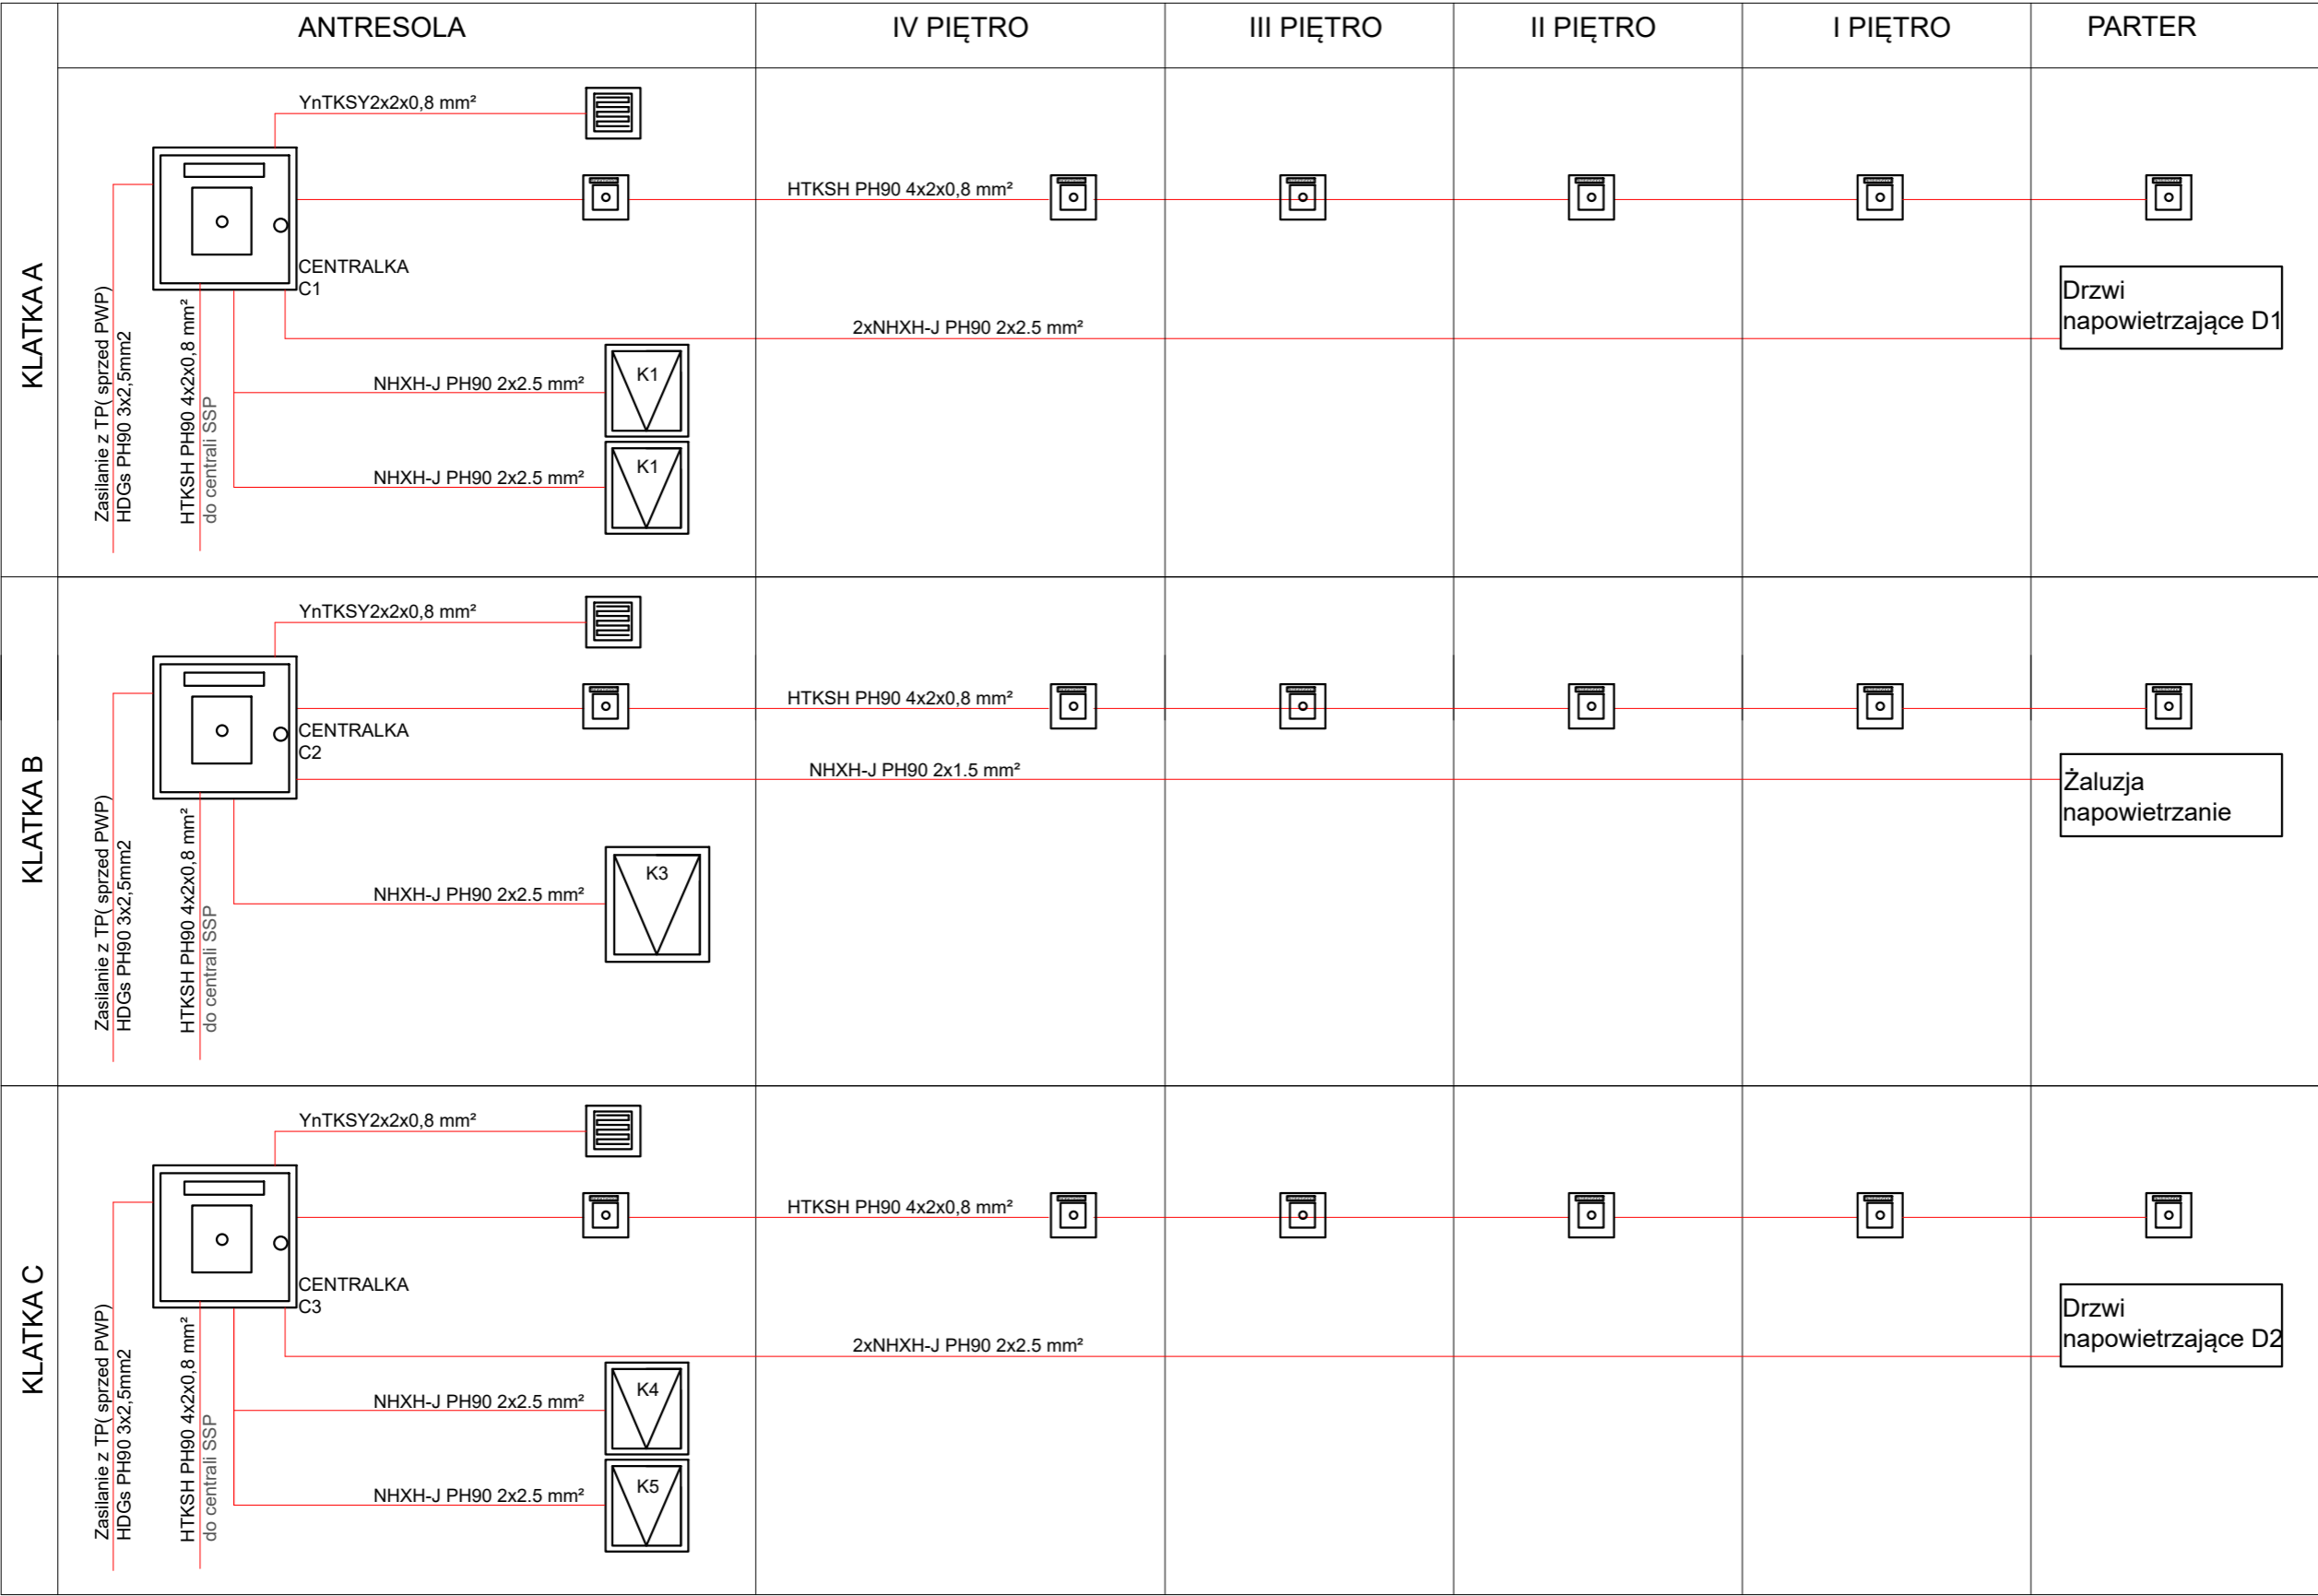 ANTRESOLA
IV PIĘTRO
III PIĘTRO
II PIĘTRO
I PIĘTRO
PARTER
KLATKA A
YnTKSY2x2x0,8 mm²
HTKSH PH90 4x2x0,8 mm²
CENTRALKA
C1
Zasilanie z TP( sprzed PWP)
HDGs PH90 3x2,5mm2
HTKSH PH90 4x2x0,8 mm²
do centrali SSP
2xNHXH-J PH90 2x2.5 mm²
Drzwi
napowietrzające D1
NHXH-J PH90 2x2.5 mm²
K1
NHXH-J PH90 2x2.5 mm²
K1
KLATKA B
YnTKSY2x2x0,8 mm²
HTKSH PH90 4x2x0,8 mm²
CENTRALKA
C2
Zasilanie z TP( sprzed PWP)
HDGs PH90 3x2,5mm2
HTKSH PH90 4x2x0,8 mm²
do centrali SSP
NHXH-J PH90 2x1.5 mm²
Żaluzja
napowietrzanie
NHXH-J PH90 2x2.5 mm²
K3
KLATKA C
YnTKSY2x2x0,8 mm²
HTKSH PH90 4x2x0,8 mm²
CENTRALKA
C3
Zasilanie z TP( sprzed PWP)
HDGs PH90 3x2,5mm2
HTKSH PH90 4x2x0,8 mm²
do centrali SSP
2xNHXH-J PH90 2x2.5 mm²
Drzwi
napowietrzające D2
NHXH-J PH90 2x2.5 mm²
K4
NHXH-J PH90 2x2.5 mm²
K5